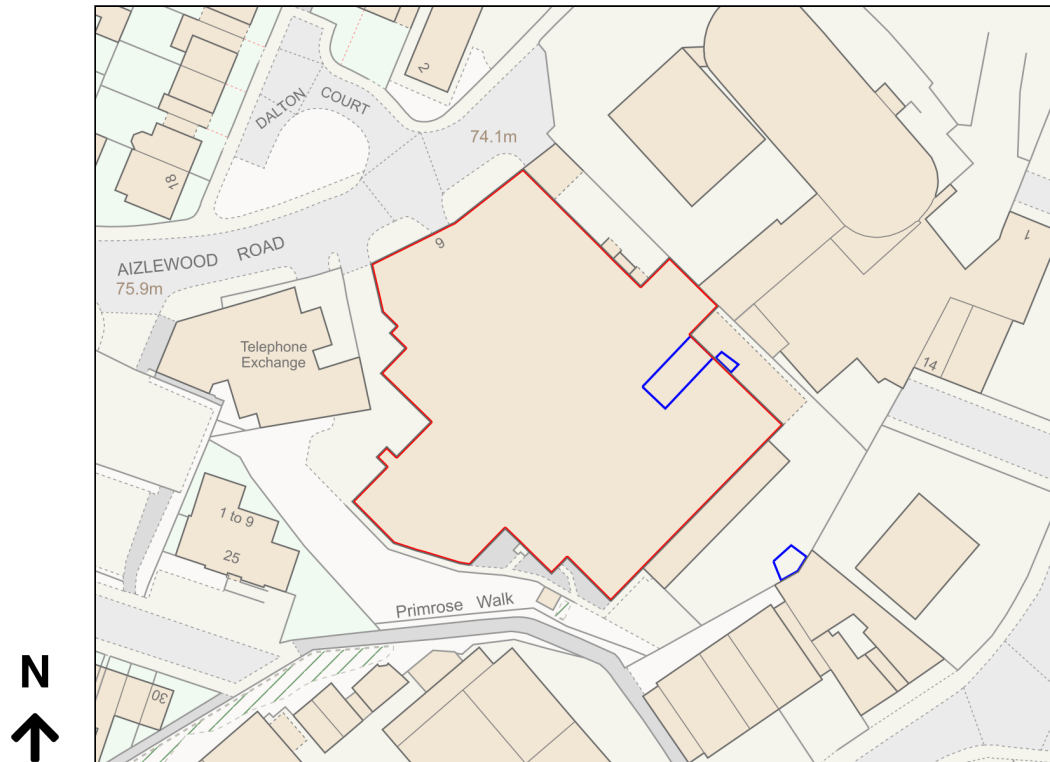 2
DALTON COURT
74.1m
18
9
AIZLEWOOD ROAD
75.9m
1
Telephone
Exchange
14
1 to 9
25
Primrose Walk
N
30